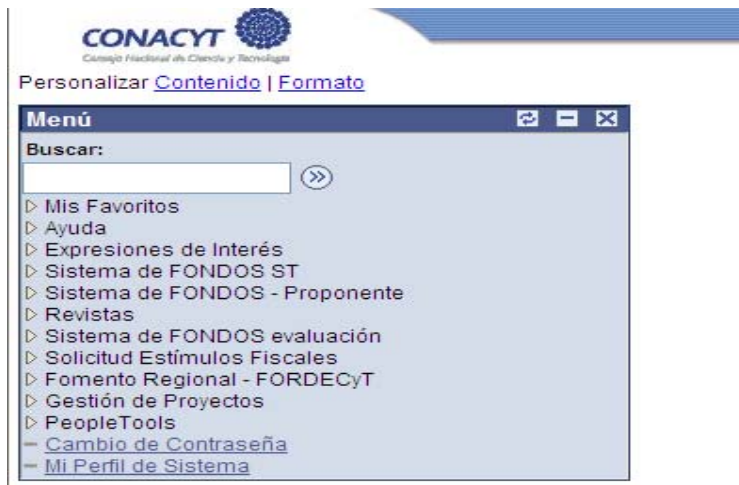 CONACYT
Consejo Nacional de Ciencia y Tecnología
Personalizar Contenido | Formato
Menú
Buscar:
Mis Favoritos
Ayuda
Expresiones de Interés
Sistema de FONDOS ST
Sistema de FONDOS - Proponente
Revistas
Sistema de FONDOS evaluación
Solicitud Estímulos Fiscales
Fomento Regional - FORDECyT
Gestión de Proyectos
PeopleTools
Cambio de Contraseña
Mi Perfil de Sistema